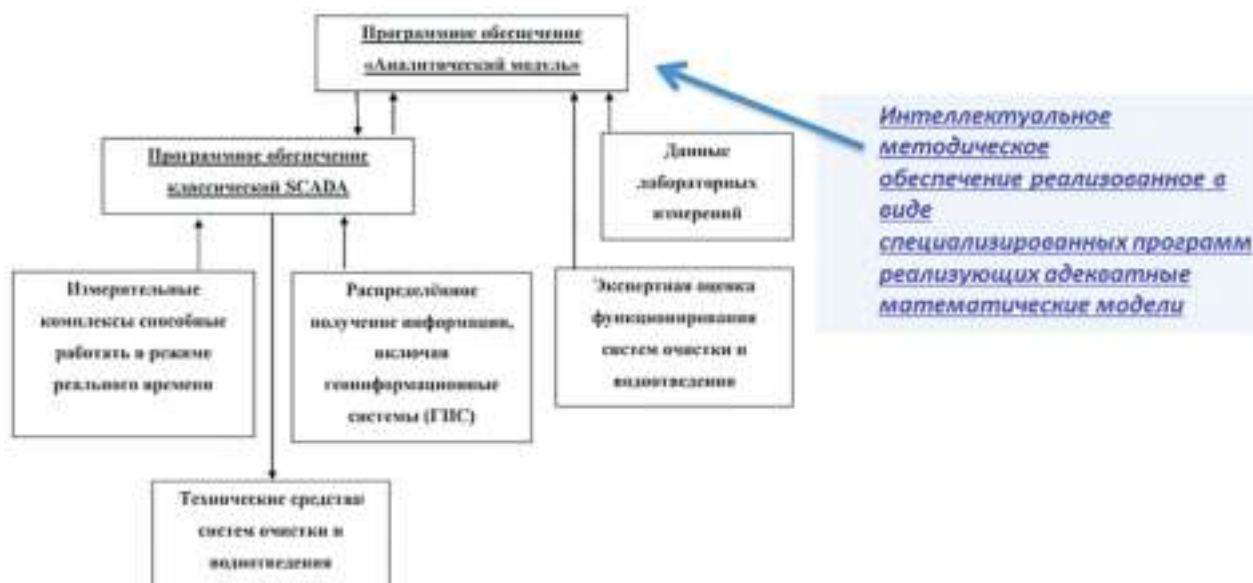 Программное обеспечение
«Аналитический модуль»
Программное обеспечение
классической SCADA
Данные
лабораторных
измерений
Интеллектуальное
методическое
обеспечение реализованное в
виде
специализированных программ
реализующих адекватные
математические модели
Измерительные
комплексы способные
работать в режиме
реального времени
Распределённое
получение информации,
включая
геоинформационные
системы (ГИС)
Экспертная оценка
функционирования
систем очистки и
водоотведения
Технические средства
систем очистки и
водоотведения